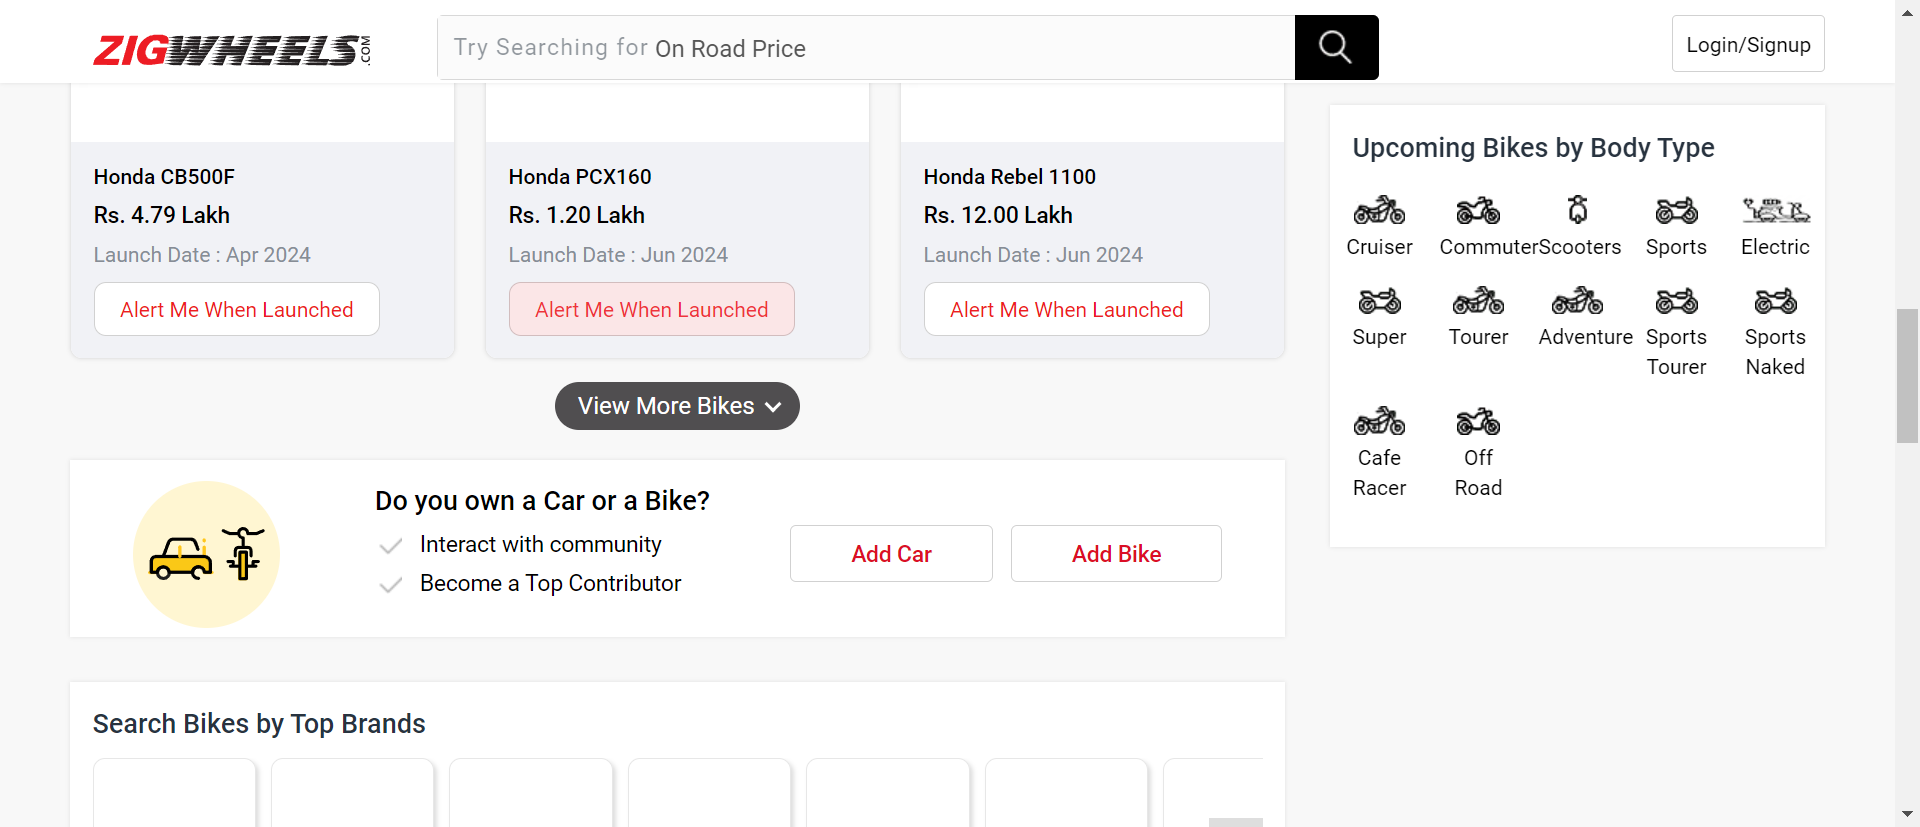 ZIGWHEELS.COM
Try Searching for On Road Price
Login/Signup
Honda CB500F
Rs. 4.79 Lakh
Launch Date : Apr 2024
Alert Me When Launched
Honda PCX160
Rs. 1.20 Lakh
Launch Date : Jun 2024
Alert Me When Launched
Honda Rebel 1100
Rs. 12.00 Lakh
Launch Date : Jun 2024
Alert Me When Launched
View More Bikes
Do you own a Car or a Bike?
Interact with community
Become a Top Contributor
Add Car
Add Bike
Search Bikes by Top Brands
Upcoming Bikes by Body Type
Cruiser
Commuter
Scooters
Sports
Electric
Super
Tourer
Adventure
Sports
Tourer
Sports
Naked
Cafe
Racer
Off
Road